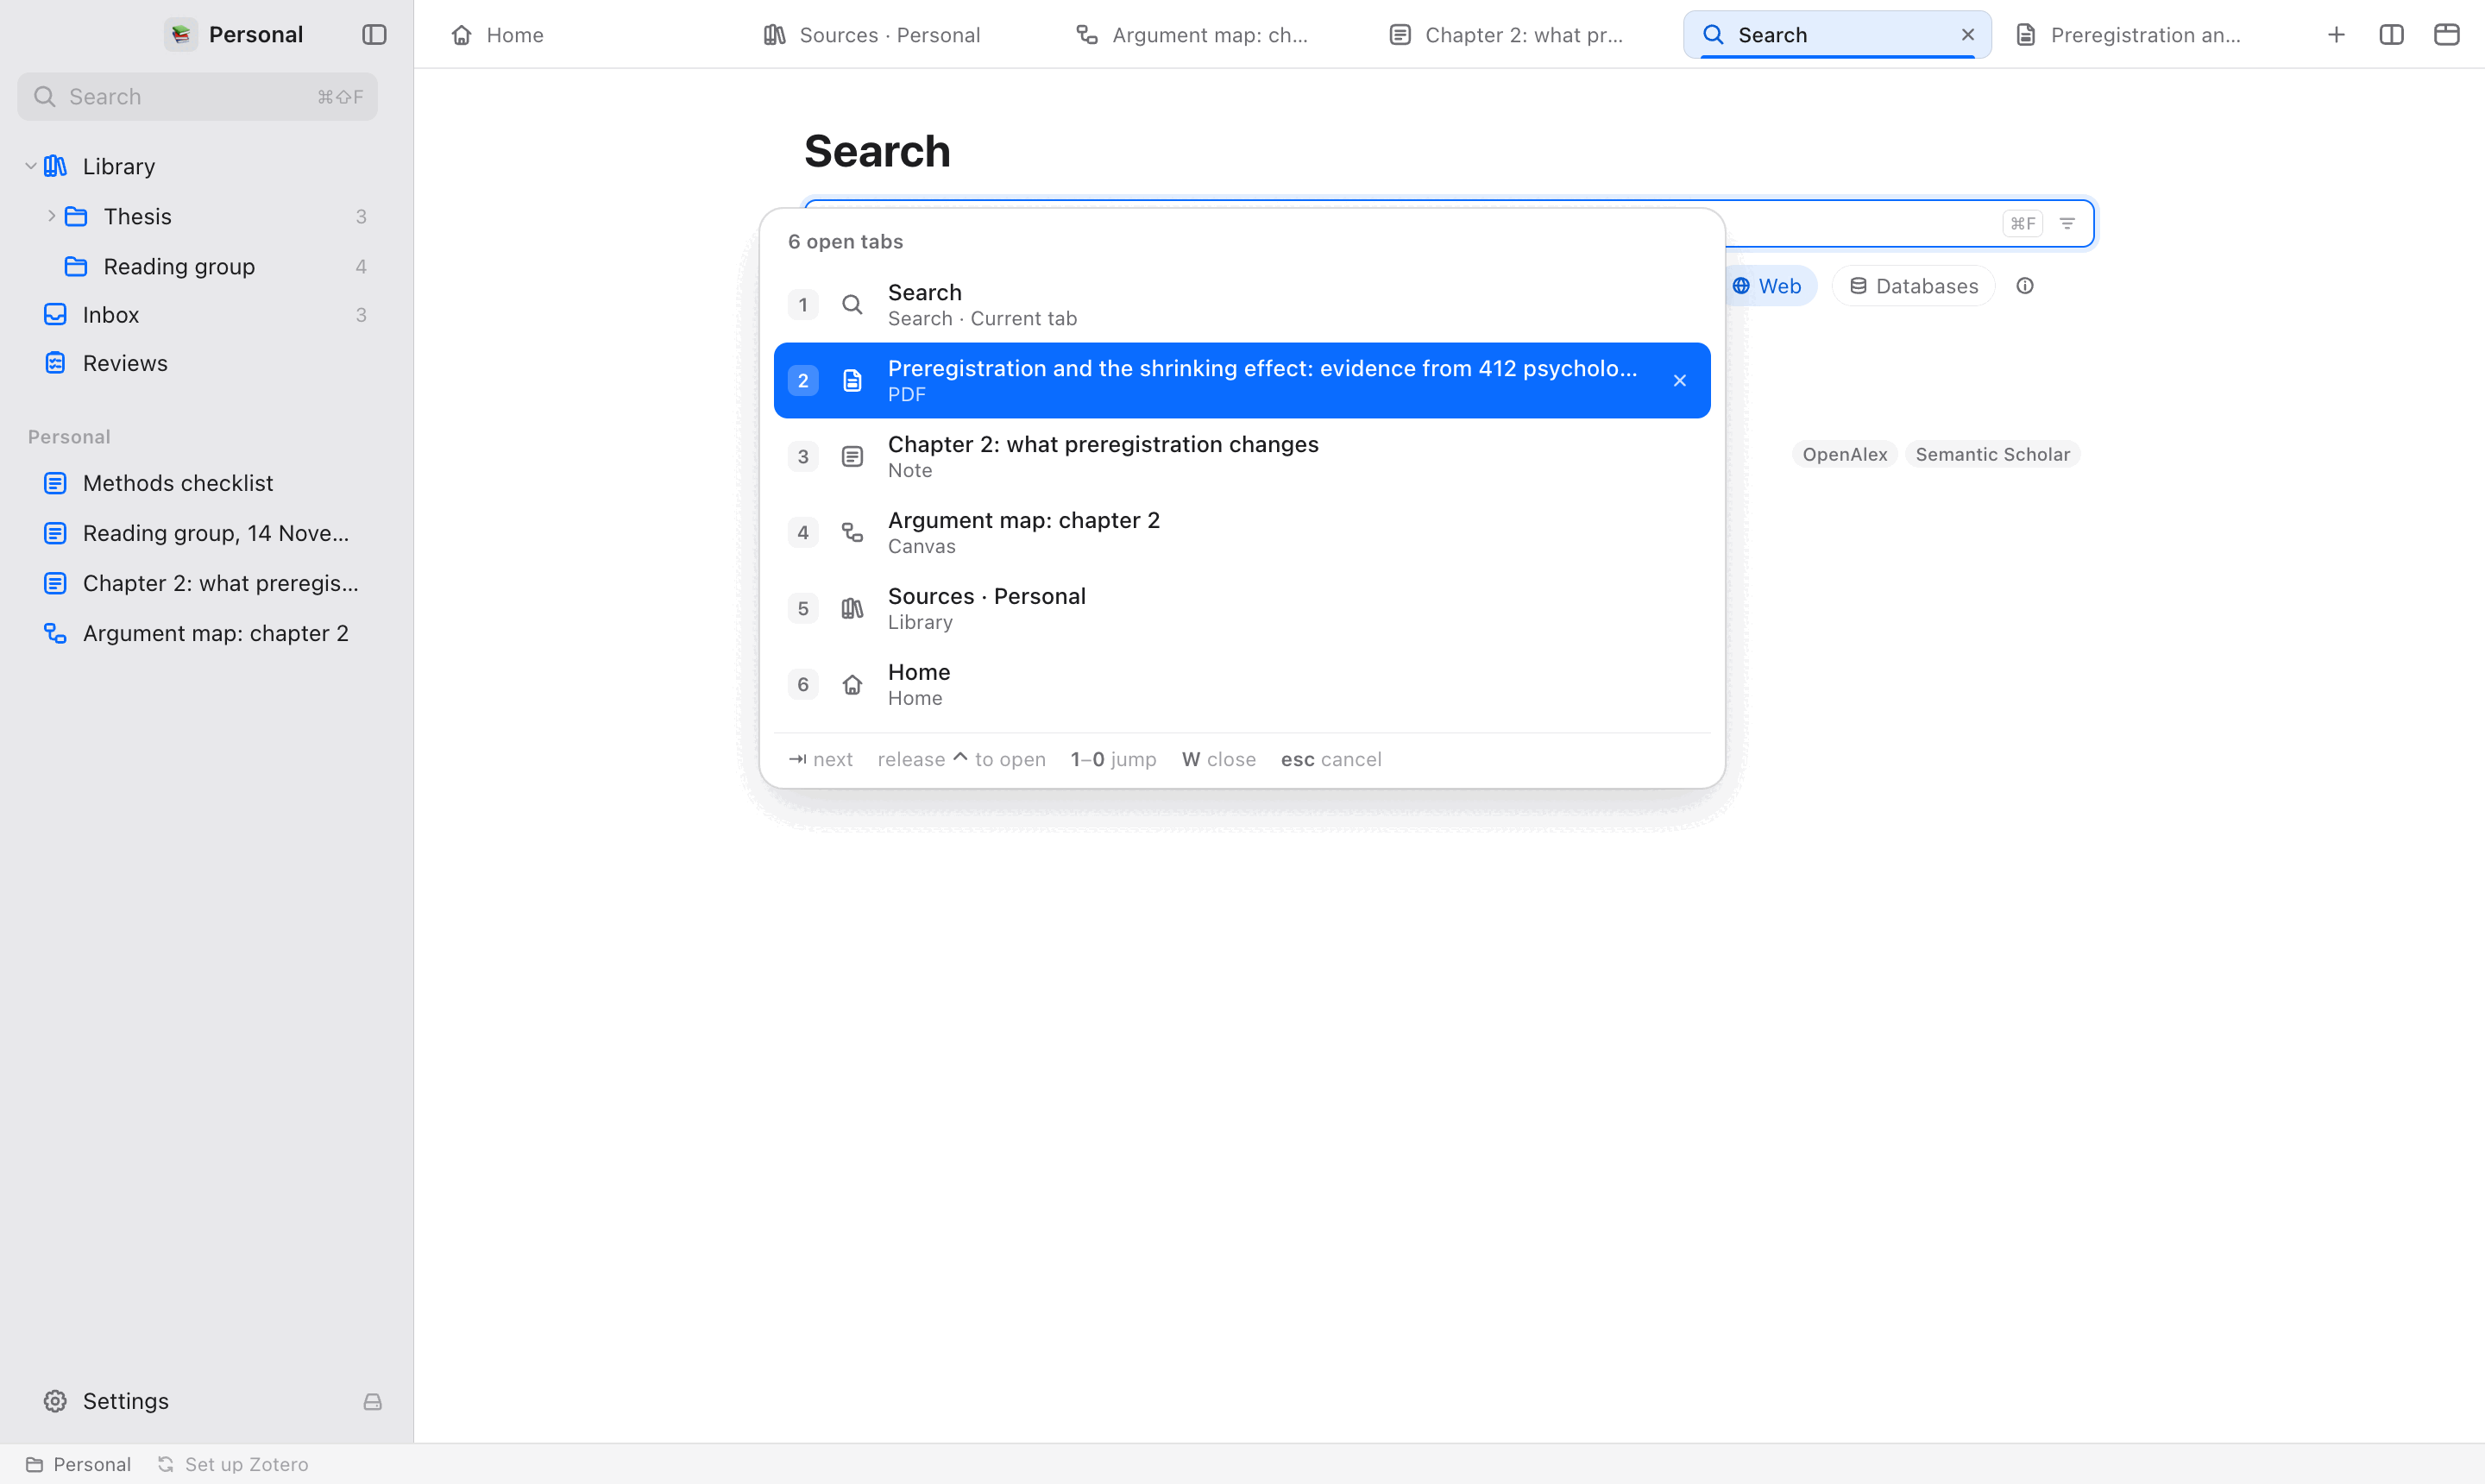 Personal
Search ⌘⇧F
Library
Thesis 3
Reading group 4
Inbox 3
Reviews
Personal
Methods checklist
Reading group, 14 Nove...
Chapter 2: what preregis...
Argument map: chapter 2
Settings
Home
Sources · Personal
Argument map: ch...
Chapter 2: what pr...
Search
Preregistration an...
Search
⌘F
Web
Databases
OpenAlex
Semantic Scholar
6 open tabs
1 Search
Search · Current tab
2 Preregistration and the shrinking effect: evidence from 412 psycholo...
PDF
3 Chapter 2: what preregistration changes
Note
4 Argument map: chapter 2
Canvas
5 Sources · Personal
Library
6 Home
Home
⇥ next release ^ to open 1–0 jump W close esc cancel
Personal
Set up Zotero